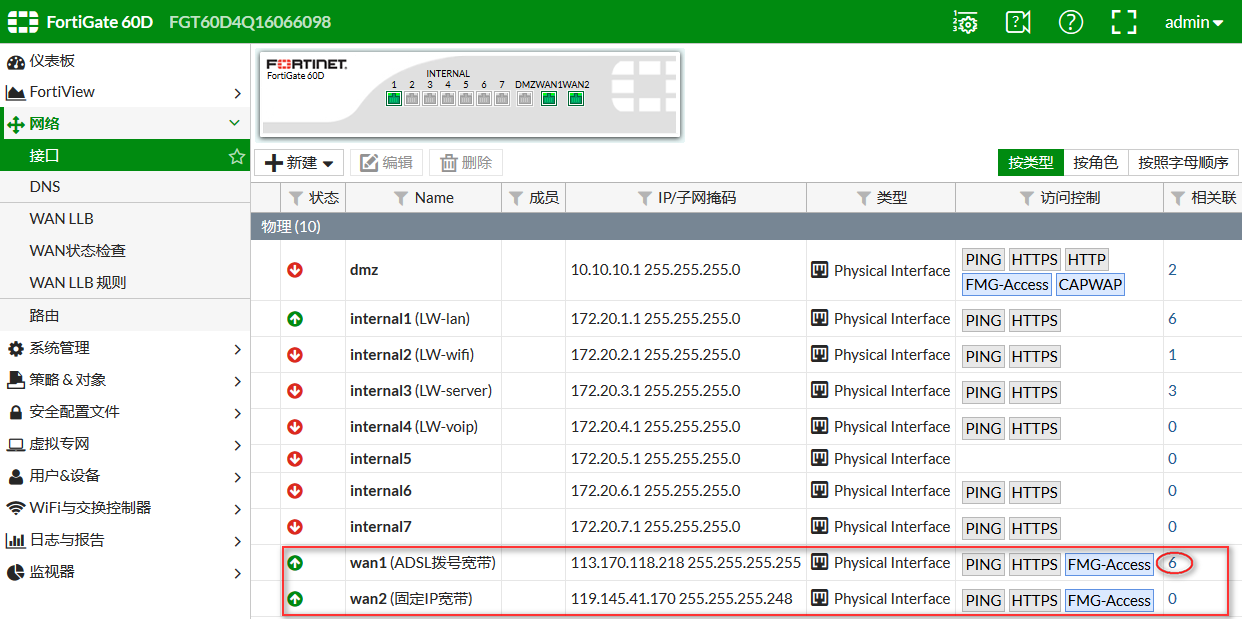 FortiGate 60D FGT60D4Q16066098 admin
仪表板
FortiView
网络
接口
DNS
WAN LLB
WAN状态检查
WAN LLB 规则
路由
系统管理
策略 & 对象
安全配置文件
虚拟专网
用户&设备
WiFi与交换控制器
日志与报告
监视器
FORTINET
FortiGate 60D
INTERNAL
1 2 3 4 5 6 7 DMZ WAN1 WAN2
新建 编辑 删除 按类型 按角色 按照字母顺序
状态 Name 成员 IP/子网掩码 类型 访问控制 相关联
物理 (10)
dmz 10.10.10.1 255.255.255.0 Physical Interface PING HTTPS HTTP 2
FMG-Access CAPWAP
internal1 (LW-lan) 172.20.1.1 255.255.255.0 Physical Interface PING HTTPS 6
internal2 (LW-wifi) 172.20.2.1 255.255.255.0 Physical Interface PING HTTPS 1
internal3 (LW-server) 172.20.3.1 255.255.255.0 Physical Interface PING HTTPS 3
internal4 (LW-voip) 172.20.4.1 255.255.255.0 Physical Interface PING HTTPS 0
internal5 172.20.5.1 255.255.255.0 Physical Interface 0
internal6 172.20.6.1 255.255.255.0 Physical Interface PING HTTPS 0
internal7 172.20.7.1 255.255.255.0 Physical Interface PING HTTPS 0
wan1 (ADSL拨号宽带) 113.170.118.218 255.255.255.255 Physical Interface PING HTTPS FMG-Access 6
wan2 (固定IP宽带) 119.145.41.170 255.255.255.248 Physical Interface PING HTTPS FMG-Access 0